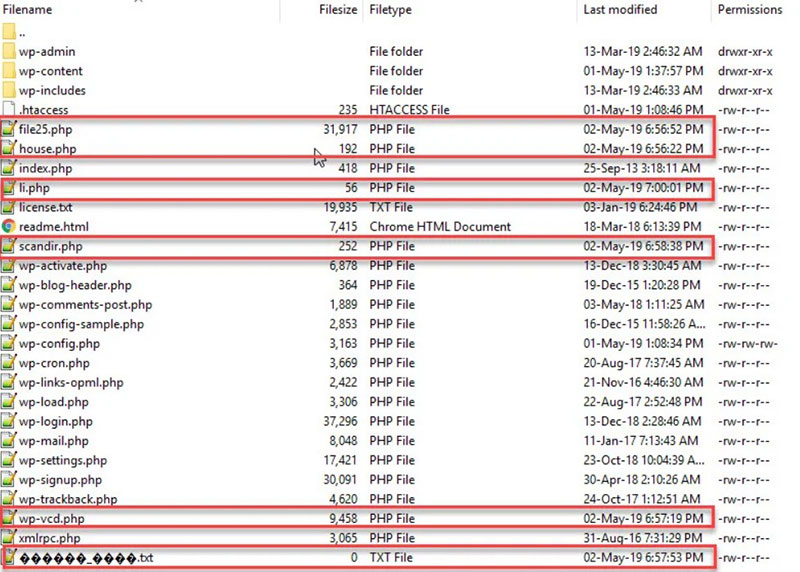 Filename Filesize Filetype Last modified Permissions
..
wp-admin File folder 13-Mar-19 2:46:32 AM drwxr-xr-x
wp-content File folder 01-May-19 1:37:57 PM drwxr-xr-x
wp-includes File folder 13-Mar-19 2:46:33 AM drwxr-xr-x
.htaccess 235 HTACCESS File 01-May-19 1:08:46 PM -rw-r--r--
file25.php 31,917 PHP File 02-May-19 6:56:52 PM -rw-r--r--
house.php 192 PHP File 02-May-19 6:56:22 PM -rw-r--r--
index.php 418 PHP File 25-Sep-13 3:18:11 AM -rw-r--r--
li.php 56 PHP File 02-May-19 7:00:01 PM -rw-r--r--
license.txt 19,935 TXT File 03-Jan-19 6:24:46 PM -rw-r--r--
readme.html 7,415 Chrome HTML Document 18-Mar-18 6:13:39 PM -rw-r--r--
scandir.php 252 PHP File 02-May-19 6:58:38 PM -rw-r--r--
wp-activate.php 6,878 PHP File 13-Dec-18 3:30:45 AM -rw-r--r--
wp-blog-header.php 364 PHP File 19-Dec-15 1:20:28 PM -rw-r--r--
wp-comments-post.php 1,889 PHP File 03-May-18 1:11:25 AM -rw-r--r--
wp-config-sample.php 2,853 PHP File 16-Dec-15 11:58:26 A... -rw-r--r--
wp-config.php 3,163 PHP File 01-May-19 1:08:34 PM -rw-rw-rw-
wp-cron.php 3,669 PHP File 20-Aug-17 7:37:45 AM -rw-r--r--
wp-links-opml.php 2,422 PHP File 21-Nov-16 4:46:30 AM -rw-r--r--
wp-load.php 3,306 PHP File 22-Aug-17 2:52:48 PM -rw-r--r--
wp-login.php 37,296 PHP File 13-Dec-18 2:28:46 AM -rw-r--r--
wp-mail.php 8,048 PHP File 11-Jan-17 7:13:43 AM -rw-r--r--
wp-settings.php 17,421 PHP File 23-Oct-18 10:04:39 A... -rw-r--r--
wp-signup.php 30,091 PHP File 30-Apr-18 2:10:26 AM -rw-r--r--
wp-trackback.php 4,620 PHP File 24-Oct-17 1:12:51 AM -rw-r--r--
wp-vcd.php 9,458 PHP File 02-May-19 6:57:19 PM -rw-r--r--
xmlrpc.php 3,065 PHP File 31-Aug-16 7:31:29 PM -rw-r--r--
������_����.txt 0 TXT File 02-May-19 6:57:53 PM -rw-r--r--